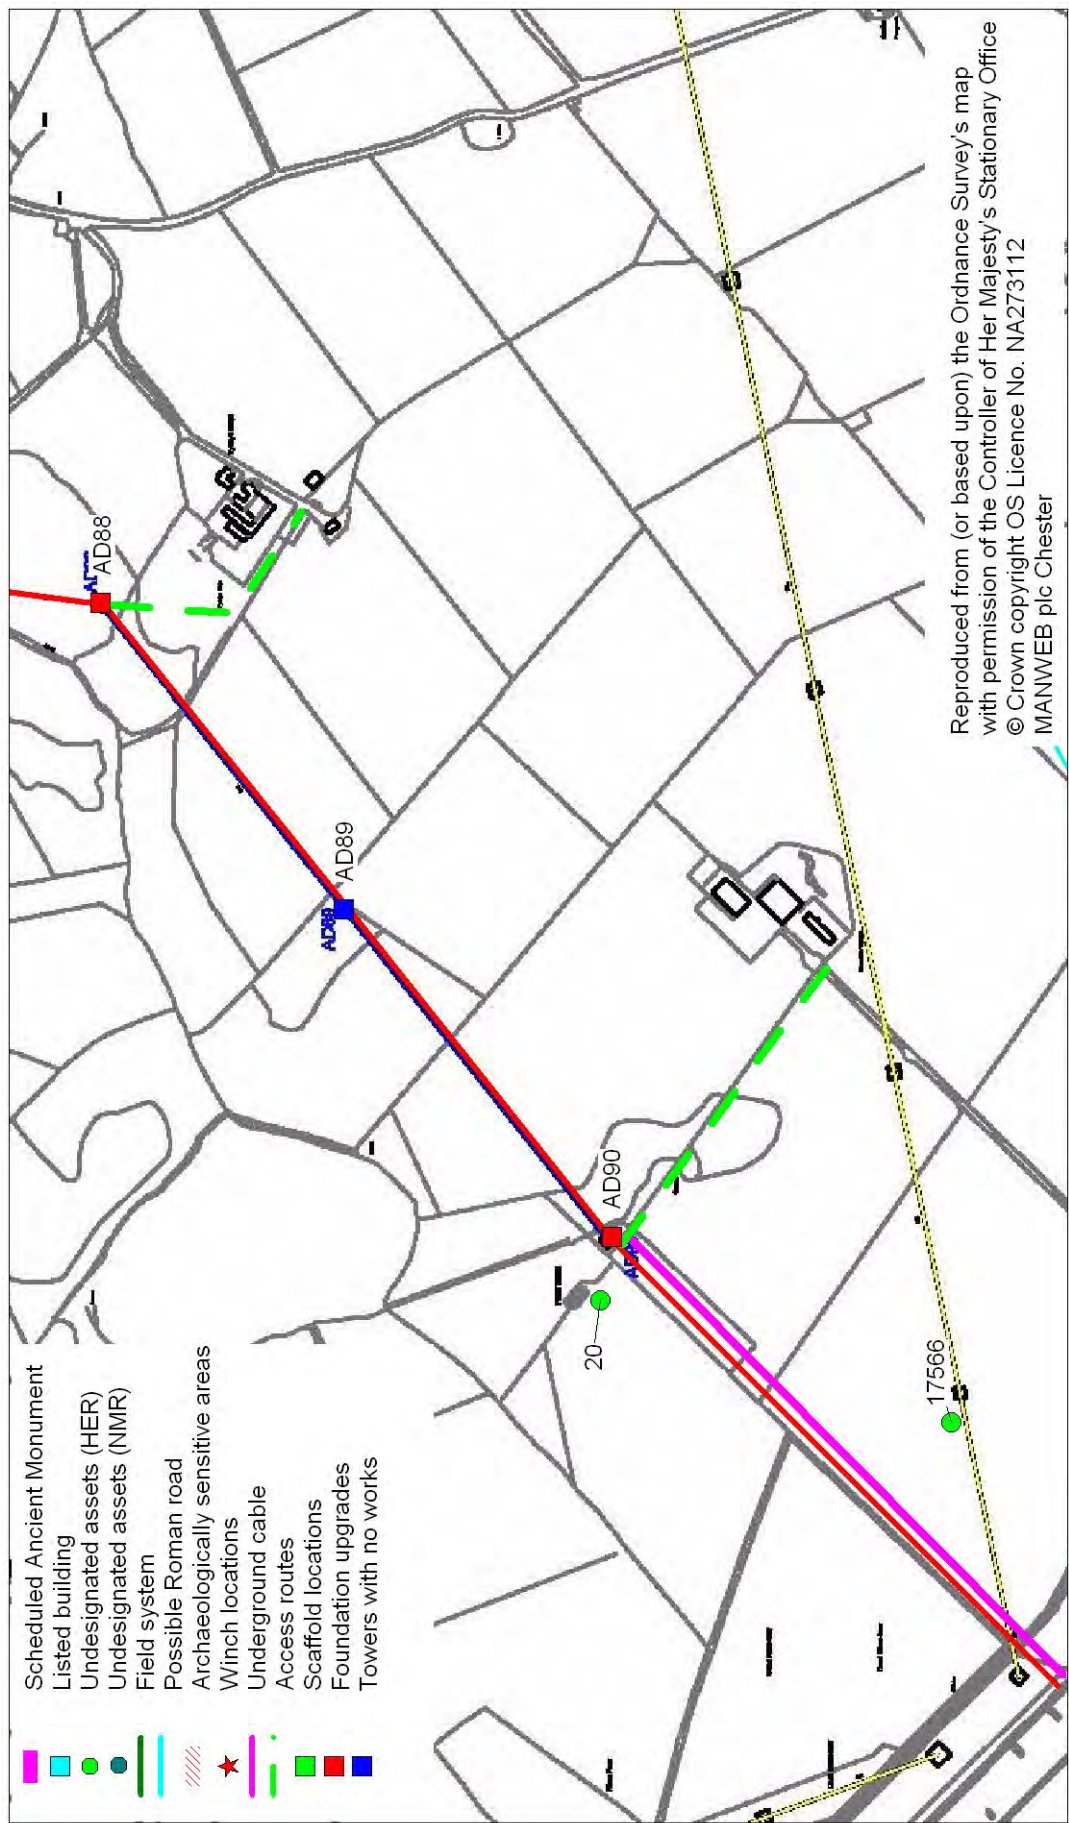 Scheduled Ancient Monument
Listed building
Undesignated assets (HER)
Undesignated assets (NMR)
Field system
Possible Roman road
Archaeologically sensitive areas
Winch locations
Underground cable
Access routes
Scaffold locations
Foundation upgrades
Towers with no works
AD88
AD89
AD89
AD90
20
17566
Reproduced from (or based upon) the Ordnance Survey's map
with permission of the Controller of Her Majesty's Stationary Office
© Crown copyright OS Licence No. NA273112
MANWEB plc Chester